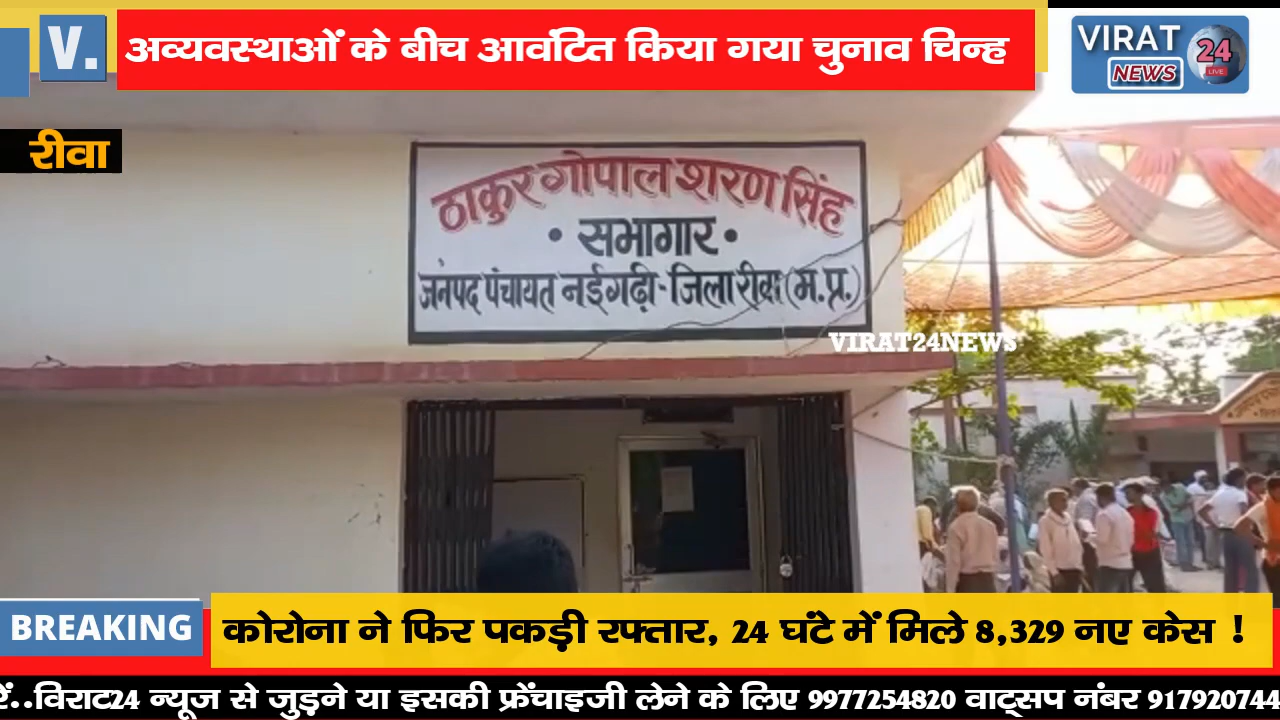 V.
अव्यवस्थाओं के बीच आवंटित किया गया चुनाव चिन्ह
VIRAT
NEWS
24
LIVE
रीवा
ठाकुर गोपाल शरण सिंह
• सभागार •
जनपद पंचायत नईगढ़ी-जिला रीवा (म.प्र.)
VIRAT24NEWS
BREAKING
कोरोना ने फिर पकड़ी रफ्तार, 24 घंटे में मिले 8,329 नए केस !
..विराट24 न्यूज से जुड़ने या इसकी फ्रेंचाइजी लेने के लिए 9977254820 वाट्सप नंबर 917920744